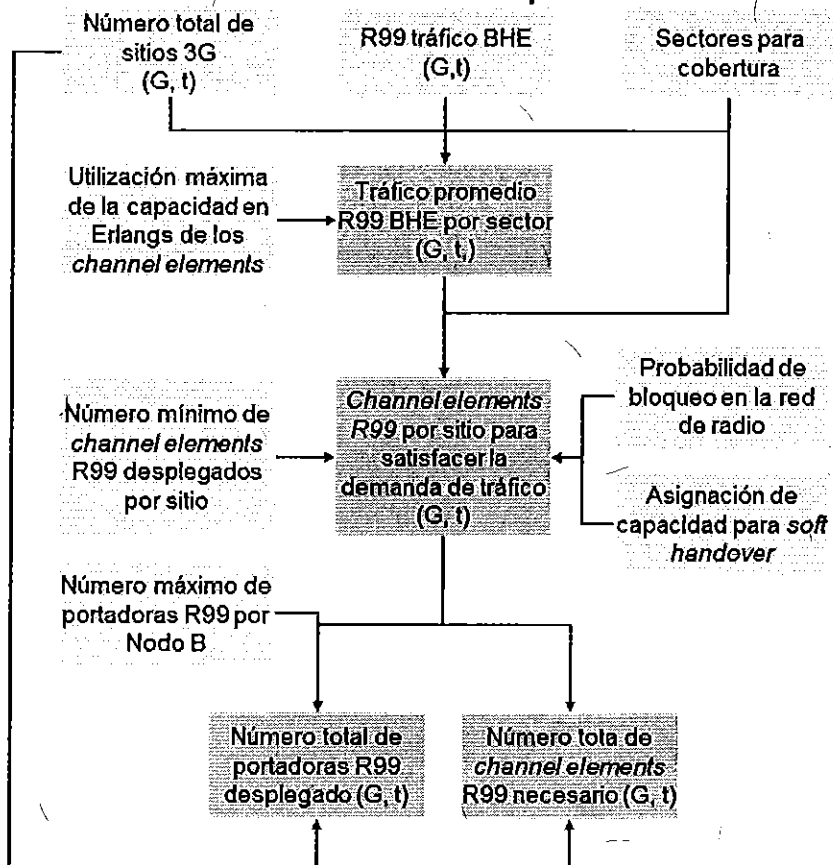 Número total de
sitios 3G
(G, t)
R99 tráfico BHE
(G,t)
Sectores para
cobertura
Utilización máxima
de la capacidad en
Erlangs de los
channel elements
Tráfico promedio
R99 BHE por sector
(G, t,)
Número mínimo de
channel elements
R99 desplegados
por sitio
Channel elements
R99 por sitio para
satisfacer la
demanda de tráfico
(G, t)
Probabilidad de
bloqueo en la red
de radio
Asignación de
capacidad para soft
handover
Número máximo de
portadoras R99 por
Nodo B
Número total de
portadoras R99
desplegado (G, t)
Número tota de
channel elements
R99 necesario (G, t)